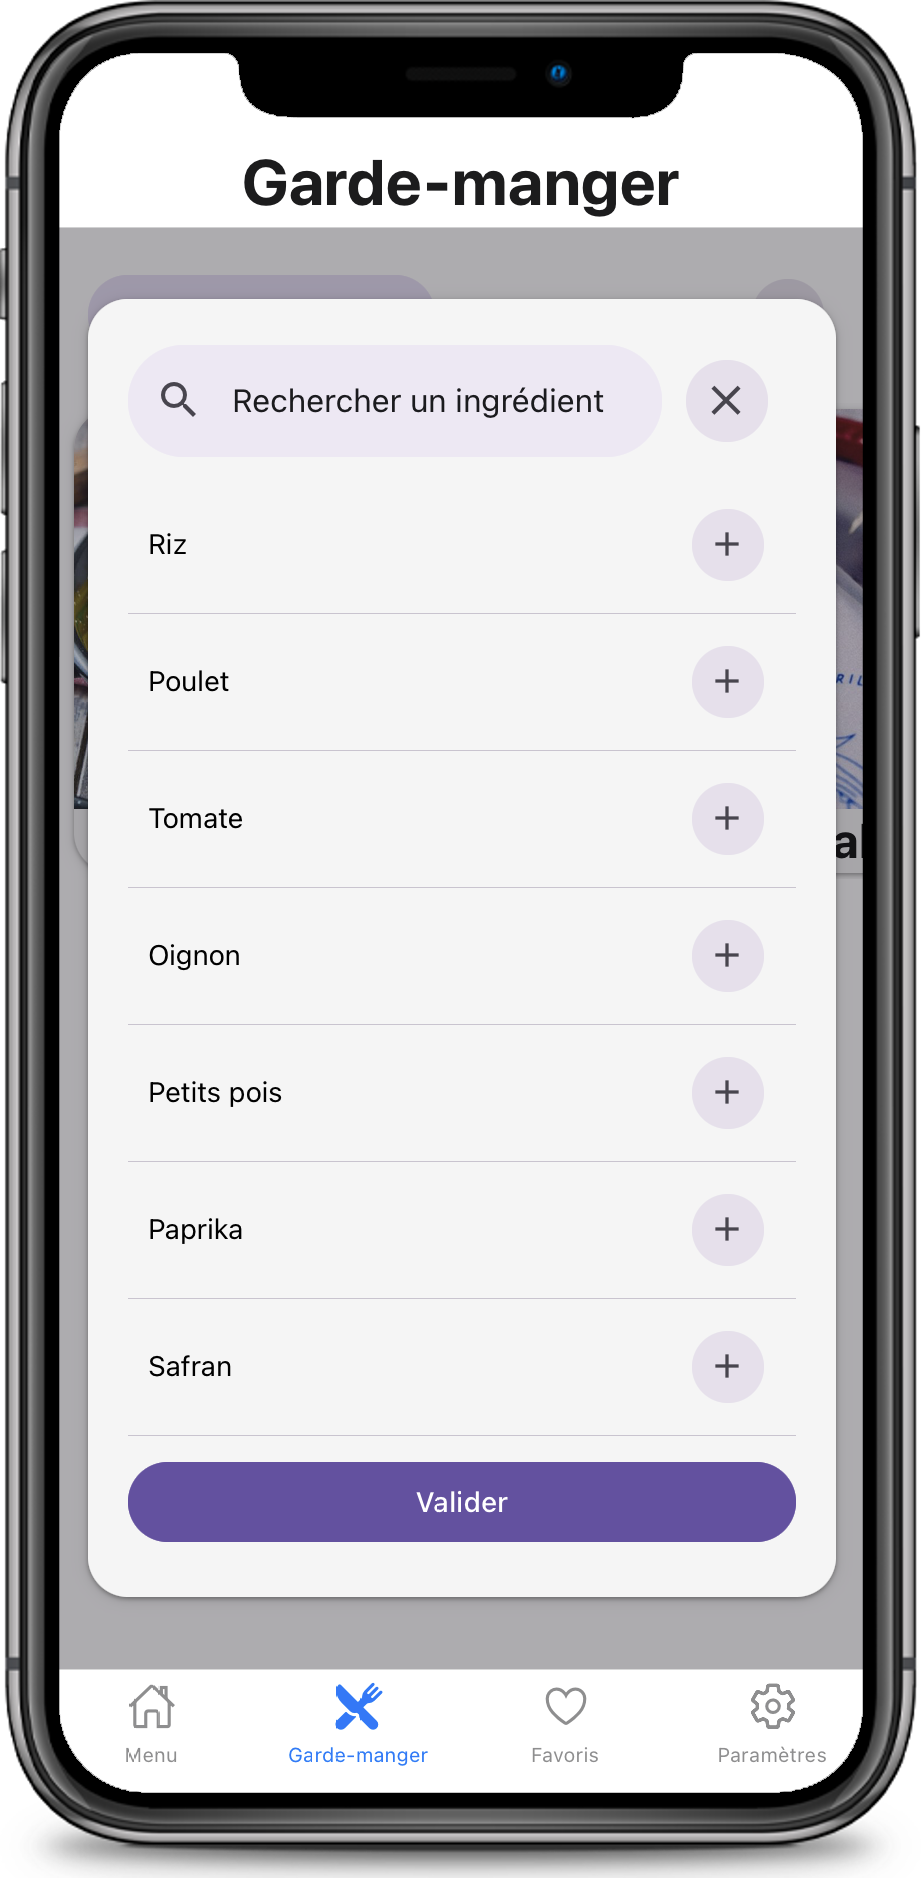 Garde-manger
Rechercher un ingrédient
Riz
Poulet
Tomate
Oignon
Petits pois
Paprika
Safran
Valider
Menu
Garde-manger
Favoris
Paramètres